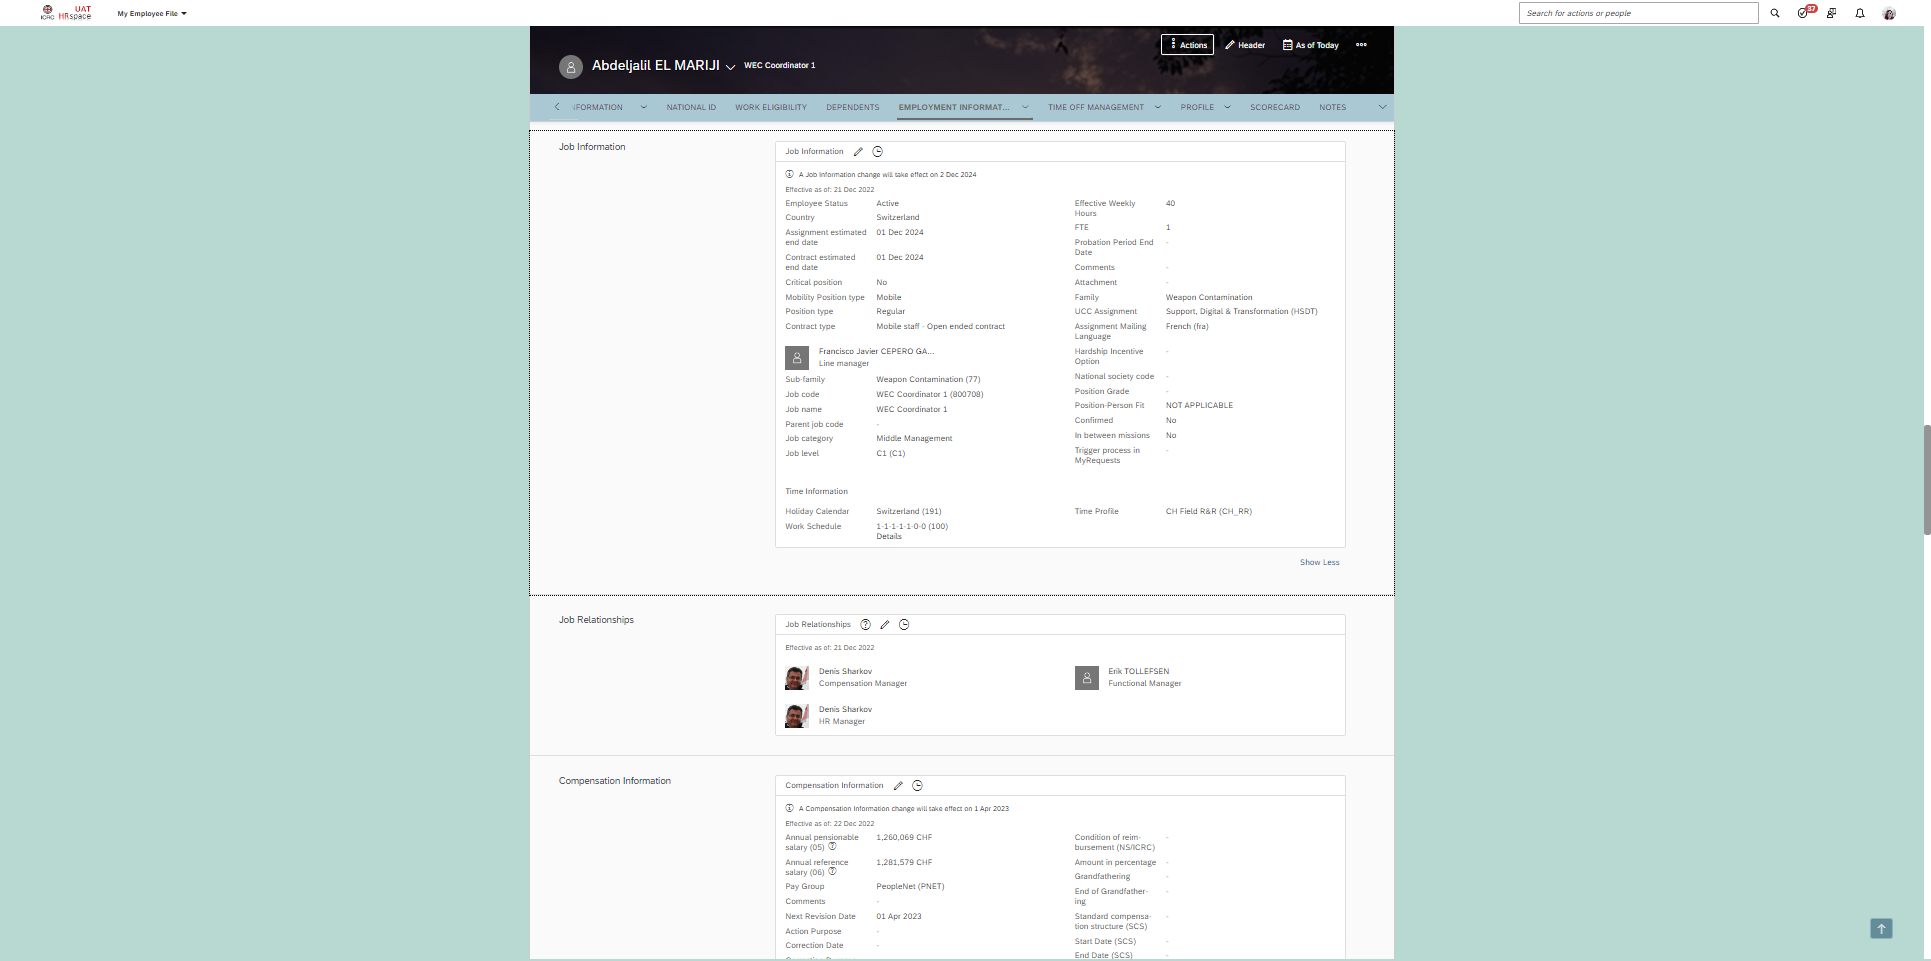 ICRC UAT HRspace My Employee File Search for actions or people 37
Actions Header As of Today
Abdeljalil EL MARIJI WEC Coordinator 1
FORMATION NATIONAL ID WORK ELIGIBILITY DEPENDENTS EMPLOYMENT INFORMAT... TIME OFF MANAGEMENT PROFILE SCORECARD NOTES
Job Information
Job Information
A Job Information change will take effect on 2 Dec 2024
Effective as of: 21 Dec 2022
Employee Status Active
Country Switzerland
Assignment estimated end date 01 Dec 2024
Contract estimated end date 01 Dec 2024
Critical position No
Mobility Position type Mobile
Position type Regular
Contract type Mobile staff - Open ended contract
Francisco Javier CEPERO GA...
Line manager
Sub-family Weapon Contamination (77)
Job code WEC Coordinator 1 (800708)
Job name WEC Coordinator 1
Parent job code -
Job category Middle Management
Job level C1 (C1)
Effective Weekly Hours 40
FTE 1
Probation Period End Date -
Comments -
Attachment -
Family Weapon Contamination
UCC Assignment Support, Digital & Transformation (HSDT)
Assignment Mailing Language French (fra)
Hardship Incentive Option -
National society code -
Position Grade -
Position-Person Fit NOT APPLICABLE
Confirmed No
In between missions No
Trigger process in MyRequests -
Time Information
Holiday Calendar Switzerland (191)
Work Schedule 1-1-1-1-1-0-0 (100)
Details
Time Profile CH Field R&R (CH_RR)
Show Less
Job Relationships
Job Relationships
Effective as of: 21 Dec 2022
Denis Sharkov
Compensation Manager
Erik TOLLEFSEN
Functional Manager
Denis Sharkov
HR Manager
Compensation Information
Compensation Information
A Compensation Information change will take effect on 1 Apr 2023
Effective as of: 22 Dec 2022
Annual pensionable salary (05) 1,260,069 CHF
Annual reference salary (06) 1,281,579 CHF
Pay Group PeopleNet (PNET)
Comments -
Next Revision Date 01 Apr 2023
Action Purpose -
Correction Date -
Condition of reim-
bursement (NS/ICRC) -
Amount in percentage -
Grandfathering -
End of Grandfather-
ing -
Standard compensa-
tion structure (SCS) -
Start Date (SCS) -
End Date (SCS) -